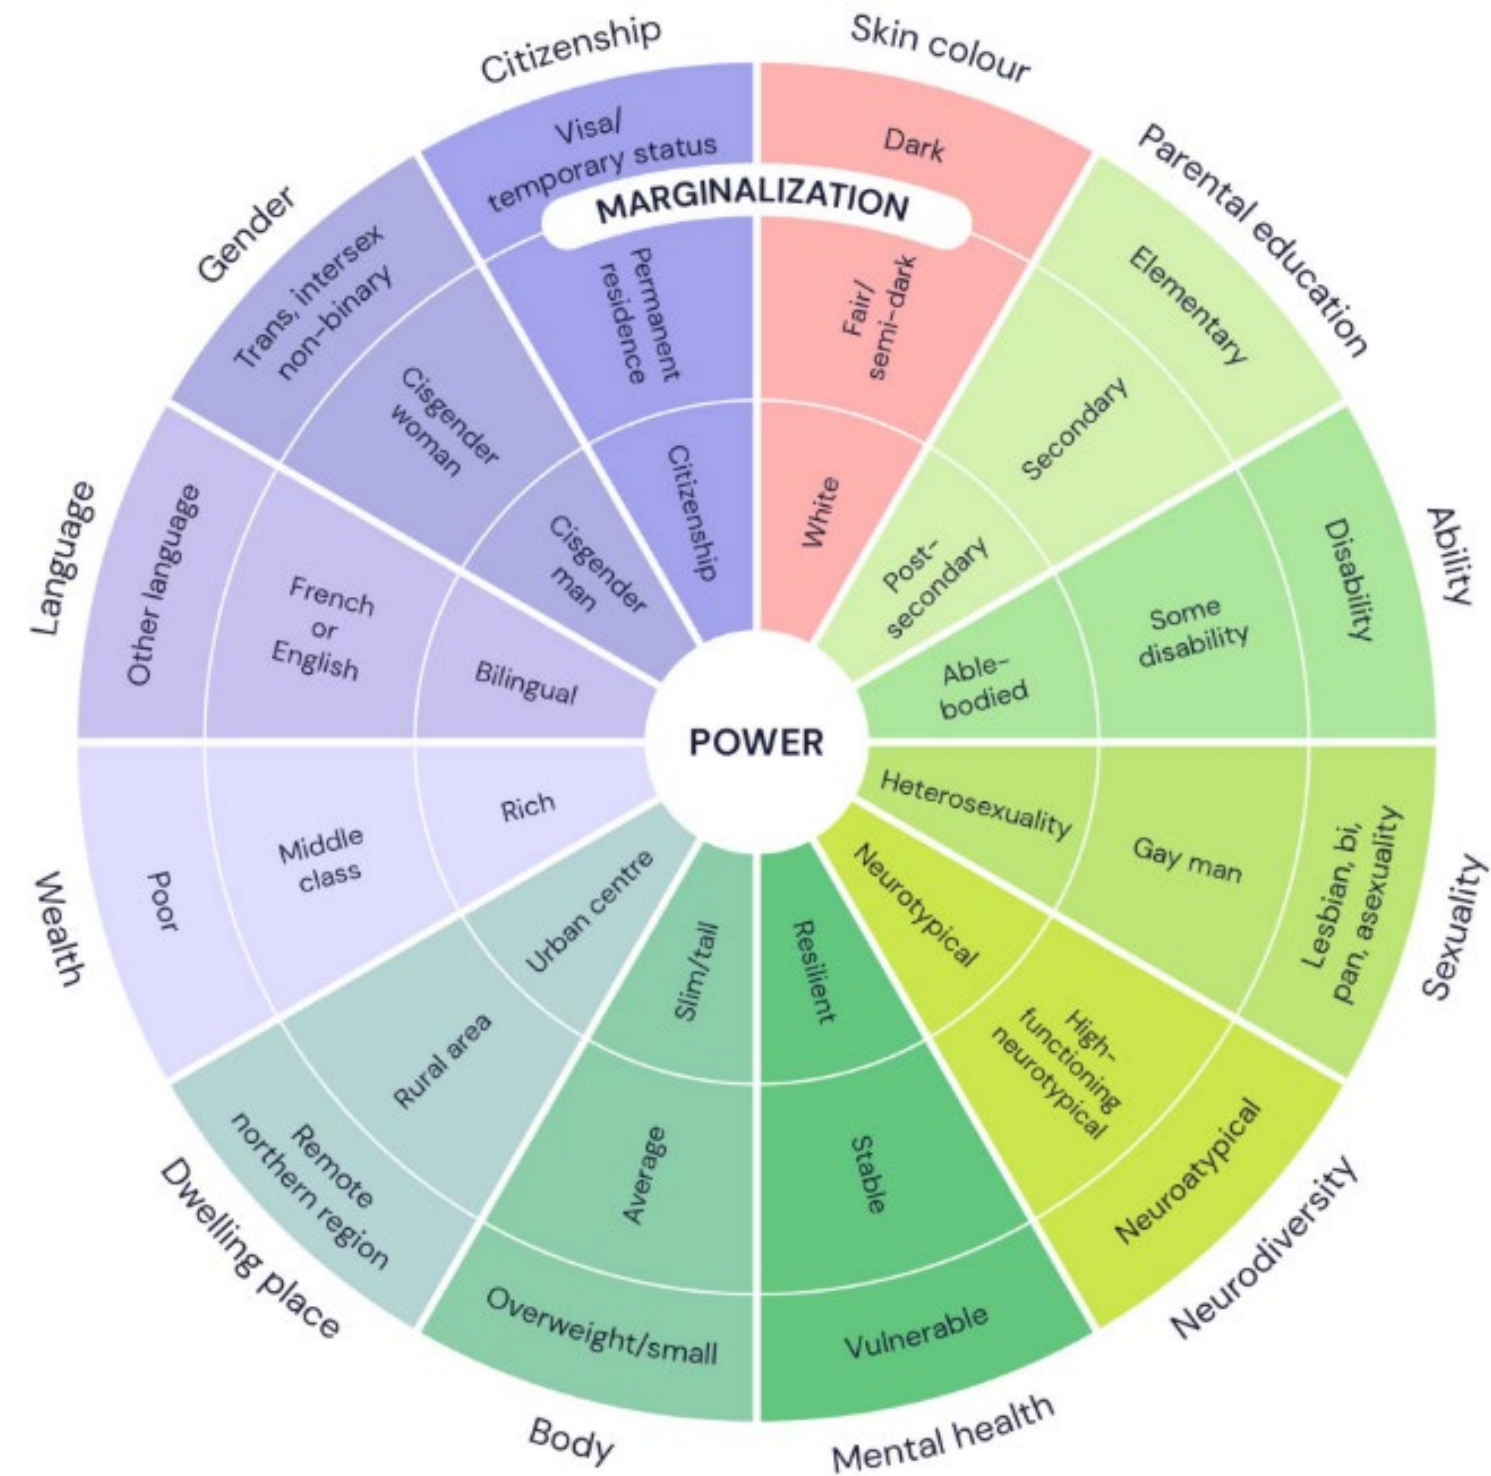 Citizenship
Visa/
temporary status
Permanent
residence
Citizenship
Skin colour
Dark
Fair/
semi-dark
White
Parental education
Elementary
Secondary
Post-
secondary
Ability
Disability
Some
disability
Able-
bodied
Sexuality
Lesbian, bi,
pan, asexuality
Gay man
Heterosexuality
Neurodiversity
Neuroatypical
High-
functioning
neurotypical
Neurotypical
Mental health
Vulnerable
Stable
Resilient
Body
Overweight/small
Average
Slim/tall
Dwelling place
Remote
northern region
Rural area
Urban centre
Wealth
Poor
Middle
class
Rich
Language
Other language
French
or
English
Bilingual
Gender
Trans, intersex
non-binary
Cisgender
woman
Cisgender
man
MARGINALIZATION
POWER